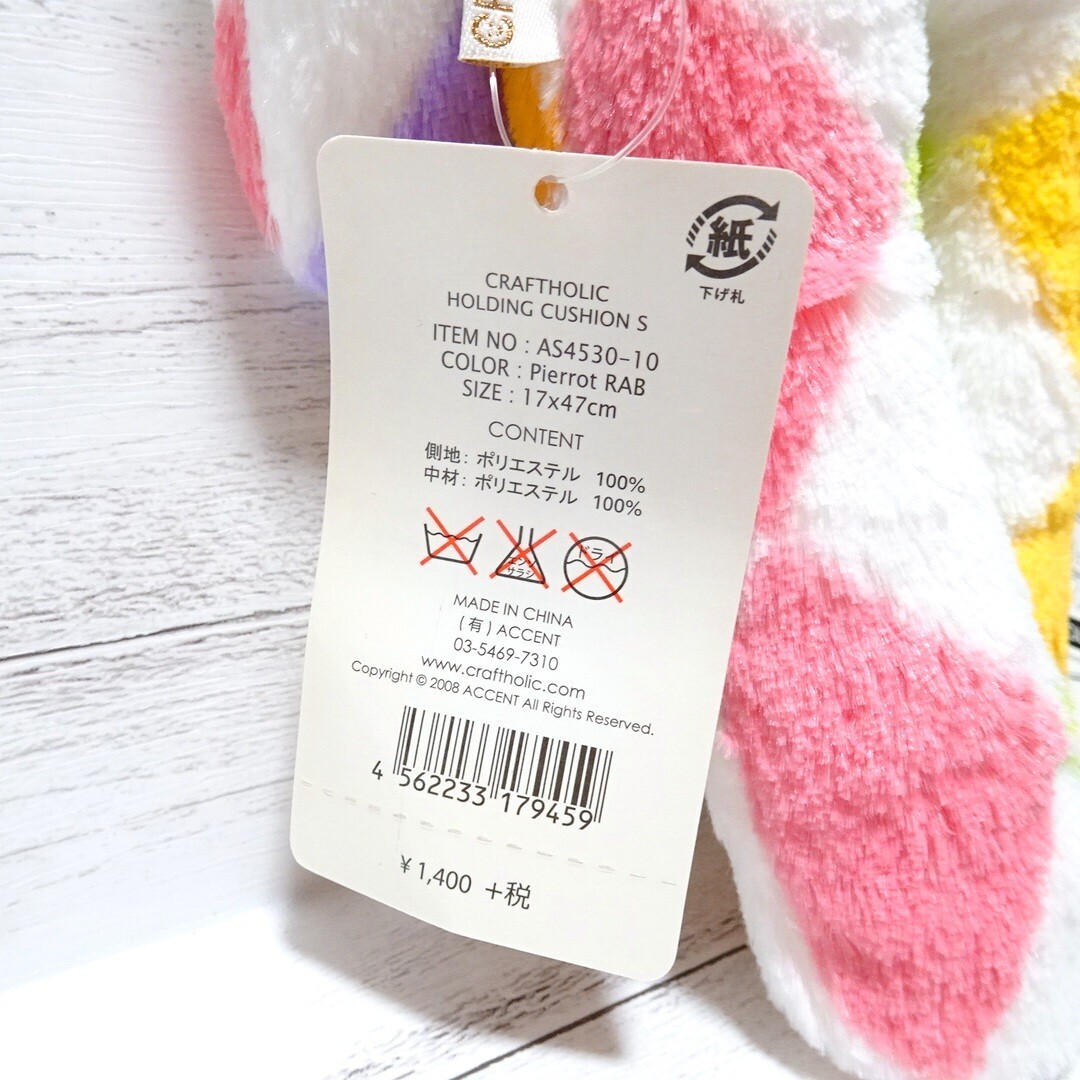 紙
下げ札
CRAFTHOLIC
HOLDING CUSHION S
ITEM NO : AS4530-10
COLOR : Pierrot RAB
SIZE : 17x47cm
CONTENT
側地: ポリエステル 100%
中材: ポリエステル 100%
エンソ サラシ ドライ
MADE IN CHINA
(有) ACCENT
03-5469-7310
www.craftholic.com
Copyright © 2008 ACCENT All Rights Reserved.
4 562233 179459
¥1,400 +税